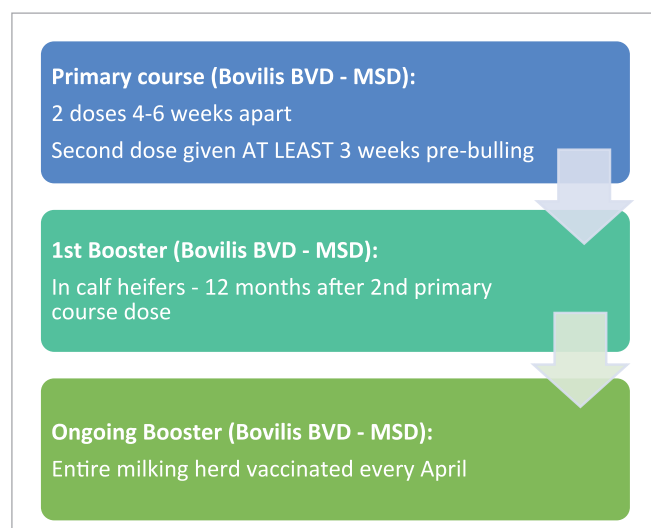 Primary course (Bovilis BVD - MSD):
2 doses 4-6 weeks apart
Second dose given AT LEAST 3 weeks pre-bulling
1st Booster (Bovilis BVD - MSD):
In calf heifers - 12 months after 2nd primary
course dose
Ongoing Booster (Bovilis BVD - MSD):
Entire milking herd vaccinated every April